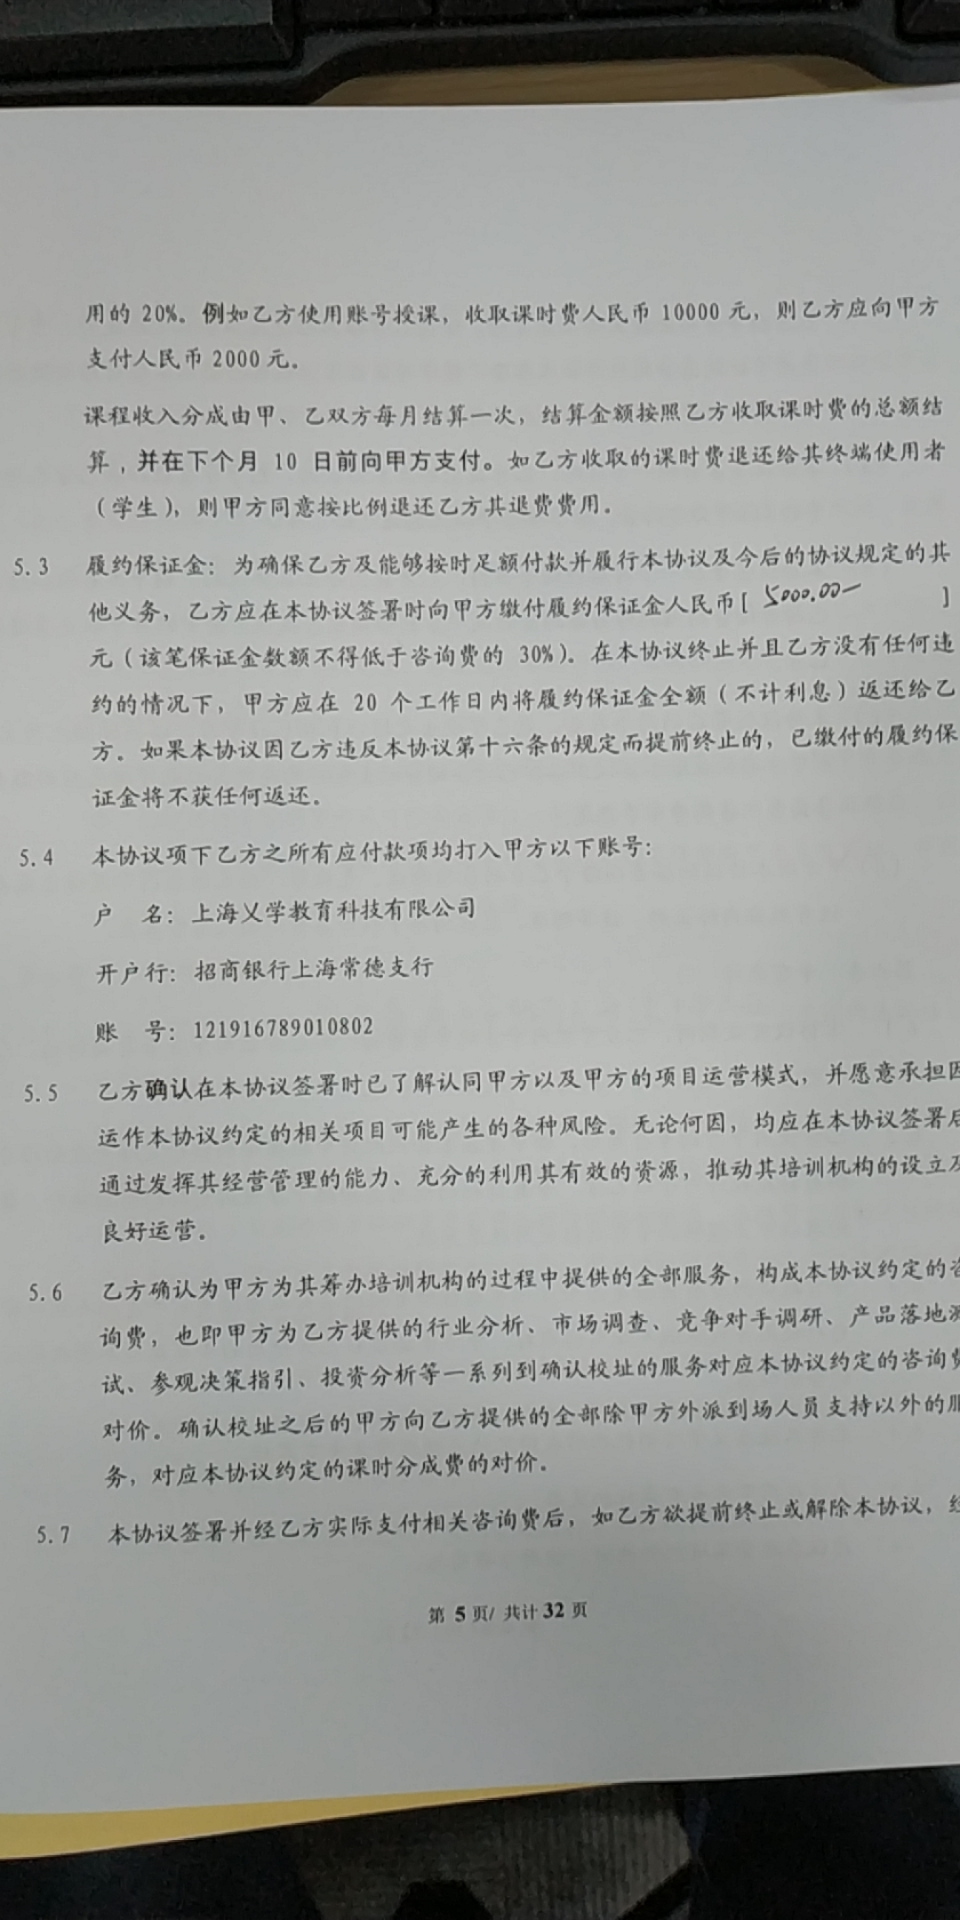 用的 20%。例如乙方使用账号授课，收取课时费人民币 10000 元，则乙方应向甲方
支付人民币 2000 元。
课程收入分成由甲、乙双方每月结算一次，结算金额按照乙方收取课时费的总额结
算，并在下个月 10 日前向甲方支付。如乙方收取的课时费退还给其终端使用者
（学生），则甲方同意按比例退还乙方其退费费用。
5.3 履约保证金：为确保乙方及能够按时足额付款并履行本协议及今后的协议规定的其
他义务，乙方应在本协议签署时向甲方缴付履约保证金人民币[ 5000.00- ]
元（该笔保证金数额不得低于咨询费的 30%）。在本协议终止并且乙方没有任何违
约的情况下，甲方应在 20 个工作日内将履约保证金全额（不计利息）返还给乙
方。如果本协议因乙方违反本协议第十六条的规定而提前终止的，已缴付的履约保
证金将不获任何返还。
5.4 本协议项下乙方之所有应付款项均打入甲方以下账号：
户 名：上海乂学教育科技有限公司
开户行：招商银行上海常德支行
账 号：121916789010802
5.5 乙方确认在本协议签署时已了解认同甲方以及甲方的项目运营模式，并愿意承担因
运作本协议约定的相关项目可能产生的各种风险。无论何因，均应在本协议签署后
通过发挥其经营管理的能力、充分的利用其有效的资源，推动其培训机构的设立及
良好运营。
5.6 乙方确认为甲方为其筹办培训机构的过程中提供的全部服务，构成本协议约定的咨
询费，也即甲方为乙方提供的行业分析、市场调查、竞争对手调研、产品落地测
试、参观决策指引、投资分析等一系列到确认校址的服务对应本协议约定的咨询费
对价。确认校址之后的甲方向乙方提供的全部除甲方外派到场人员支持以外的服
务，对应本协议约定的课时分成费的对价。
5.7 本协议签署并经乙方实际支付相关咨询费后，如乙方欲提前终止或解除本协议，
第 5 页/ 共计 32 页